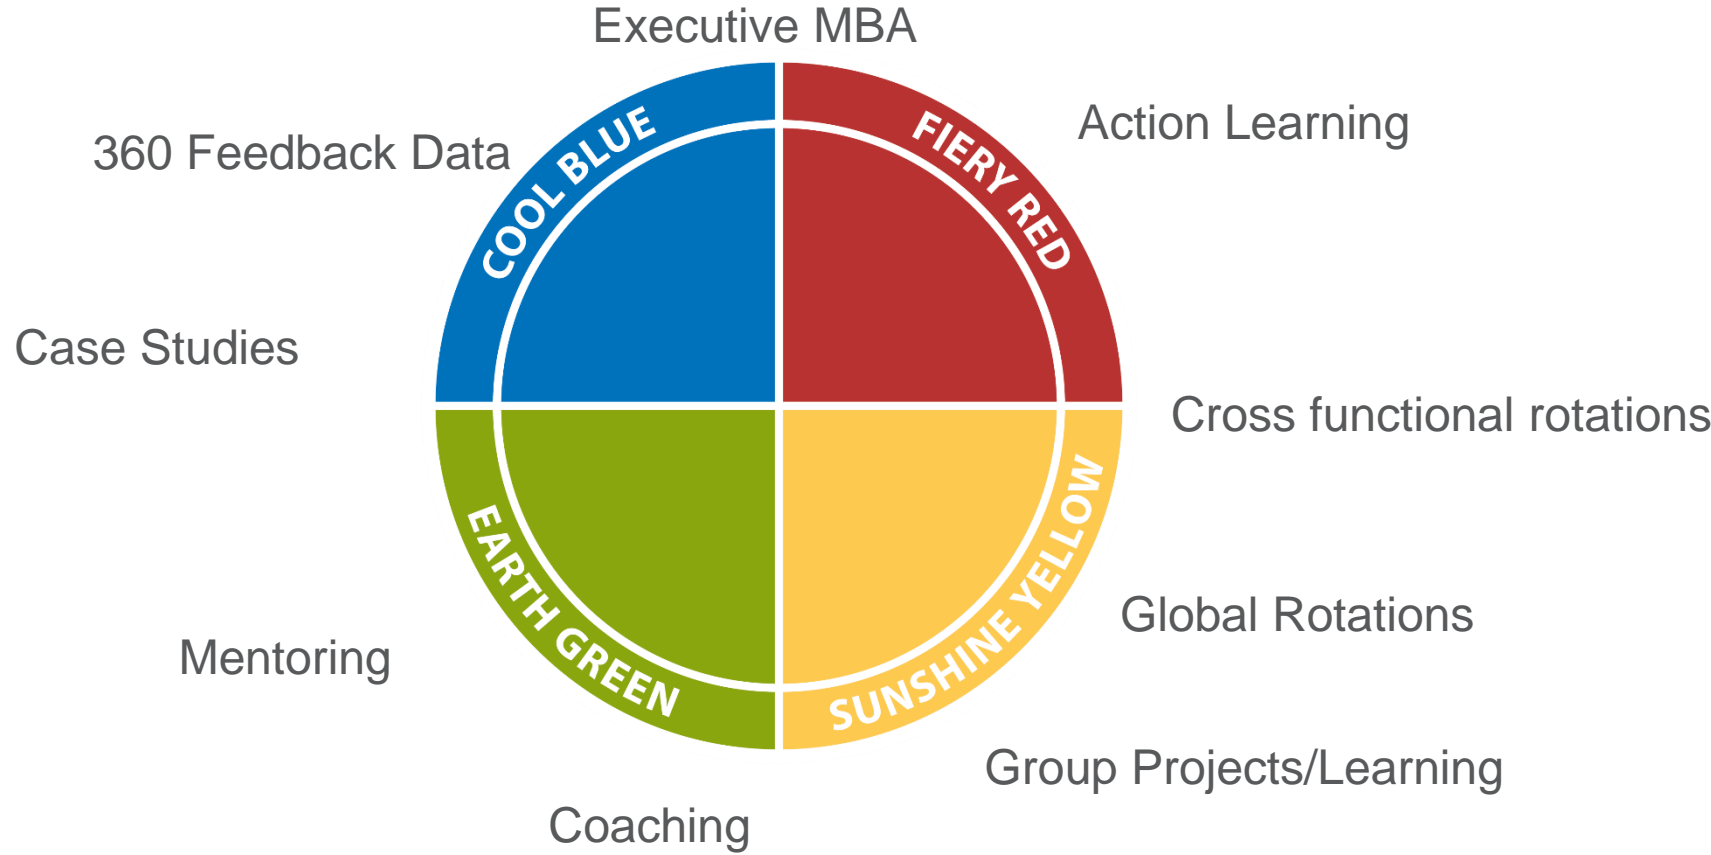 Executive MBA
Action Learning
360 Feedback Data
COOL BLUE
FIERY RED
Case Studies
Cross functional rotations
EARTH GREEN
SUNSHINE YELLOW
Global Rotations
Mentoring
Group Projects/Learning
Coaching